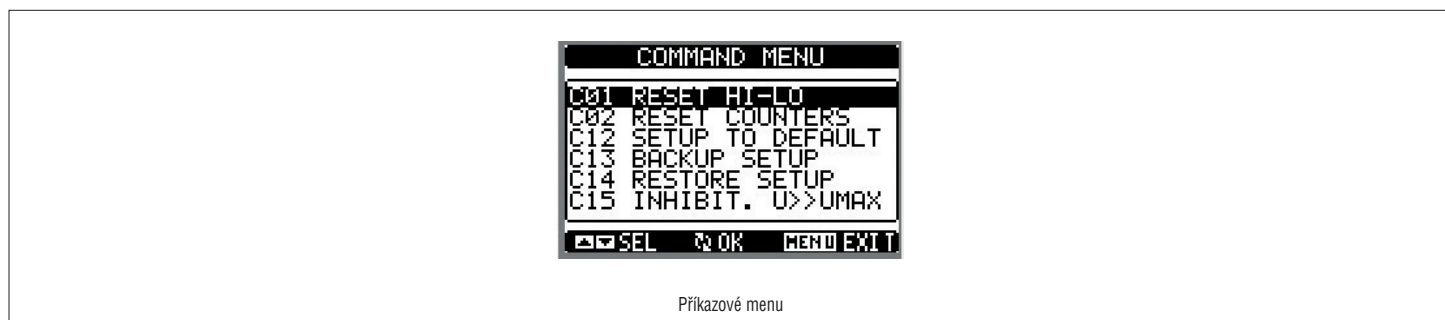 COMMAND MENU
C01 RESET HI-LO
C02 RESET COUNTERS
C12 SETUP TO DEFAULT
C13 BACKUP SETUP
C14 RESTORE SETUP
C15 INHIBIT. U>>UMAX
▲▼ SEL ↻ OK MENU EXIT
Příkazové menu